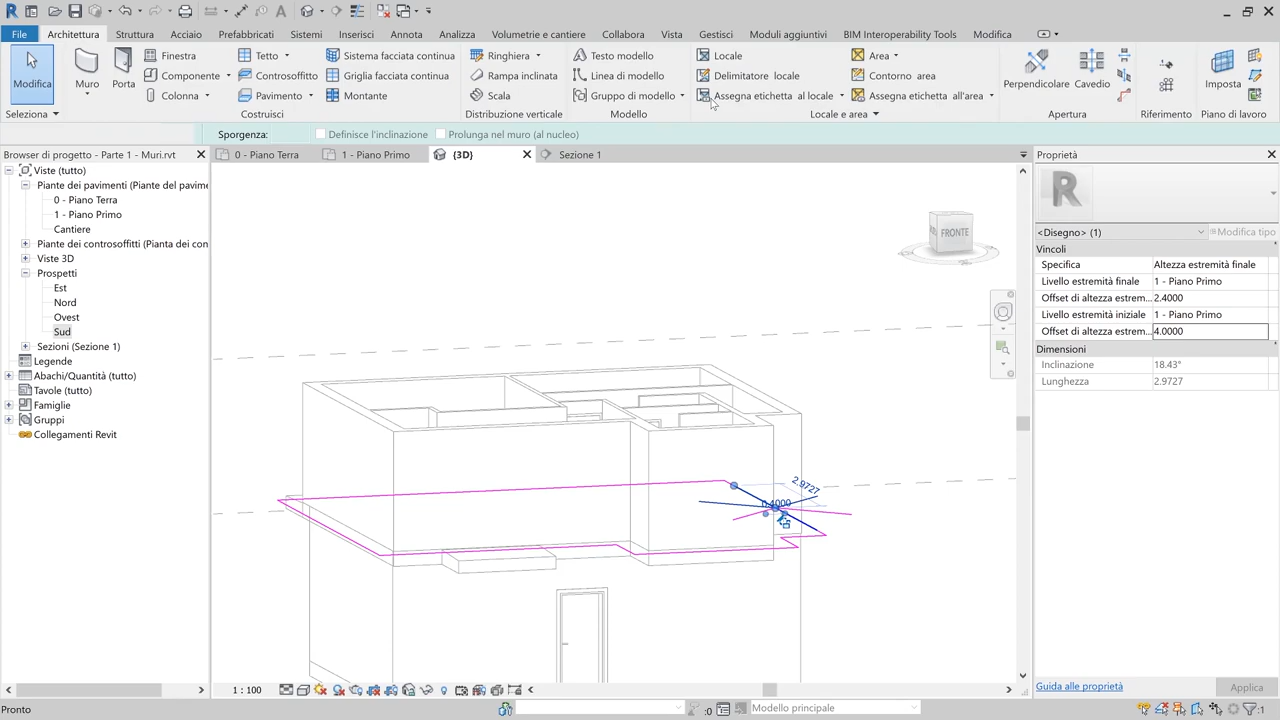 File
Architettura
Struttura
Acciaio
Prefabbricati
Sistemi
Inserisci
Annota
Analizza
Volumetrie e cantiere
Collabora
Vista
Gestisci
Moduli aggiuntivi
BIM Interoperability Tools
Modifica
Modifica
Muro
Porta
Finestra
Componente
Colonna
Tetto
Controsoffitto
Pavimento
Sistema facciata continua
Griglia facciata continua
Montante
Ringhiera
Rampa inclinata
Scala
Testo modello
Linea di modello
Gruppo di modello
Locale
Delimitatore locale
Assegna etichetta al locale
Area
Contorno area
Assegna etichetta all'area
Perpendicolare
Cavedio
Imposta
Seleziona
Costruisci
Distribuzione verticale
Modello
Locale e area
Apertura
Riferimento
Piano di lavoro
Sporgenza:
Definisce l'inclinazione
Prolunga nel muro (al nucleo)
Browser di progetto - Parte 1 - Muri.rvt
0 - Piano Terra
1 - Piano Primo
{3D}
Sezione 1
Proprietà
Viste (tutto)
Piante dei pavimenti (Piante del pavime
0 - Piano Terra
1 - Piano Primo
Cantiere
Piante dei controsoffitti (Pianta dei con
Viste 3D
Prospetti
Est
Nord
Ovest
Sud
Sezioni (Sezione 1)
Legende
Abachi/Quantità (tutto)
Tavole (tutto)
Famiglie
Gruppi
Collegamenti Revit
FRONTE
2.9727
0.4000
<Disegno> (1)
Modifica tipo
Vincoli
Specifica
Altezza estremità finale
Livello estremità finale
1 - Piano Primo
Offset di altezza estrem...
2.4000
Livello estremità iniziale
1 - Piano Primo
Offset di altezza estrem...
4.0000
Dimensioni
Inclinazione
18.43°
Lunghezza
2.9727
Guida alle proprietà
Applica
1 : 100
Pronto
:0
Modello principale
:1